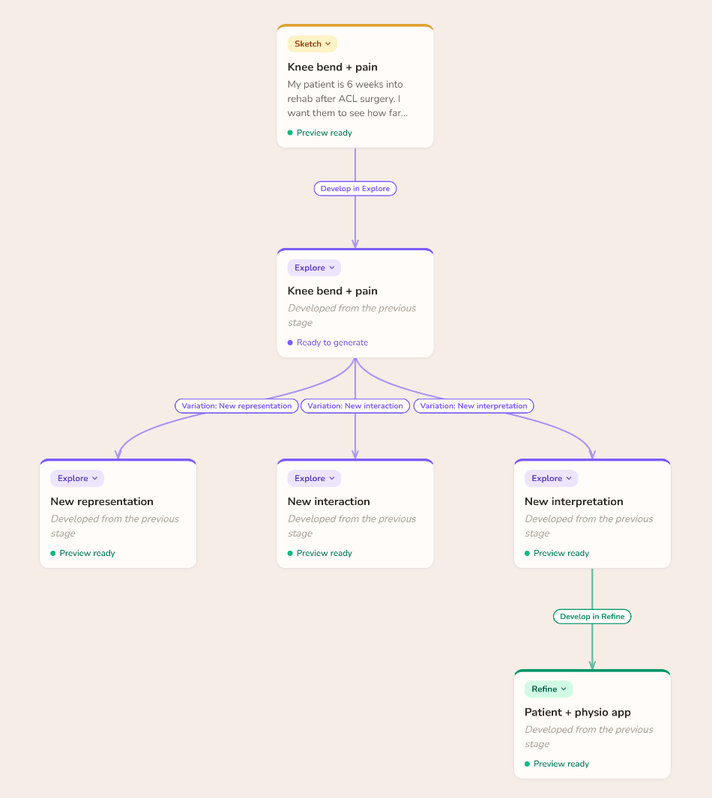 Sketch
Knee bend + pain
My patient is 6 weeks into
rehab after ACL surgery. I
want them to see how far...
Preview ready
Develop in Explore
Explore
Knee bend + pain
Developed from the previous
stage
Ready to generate
Variation: New representation
Variation: New interaction
Variation: New interpretation
Explore
New representation
Developed from the previous
stage
Preview ready
Explore
New interaction
Developed from the previous
stage
Preview ready
Explore
New interpretation
Developed from the previous
stage
Preview ready
Develop in Refine
Refine
Patient + physio app
Developed from the previous
stage
Preview ready